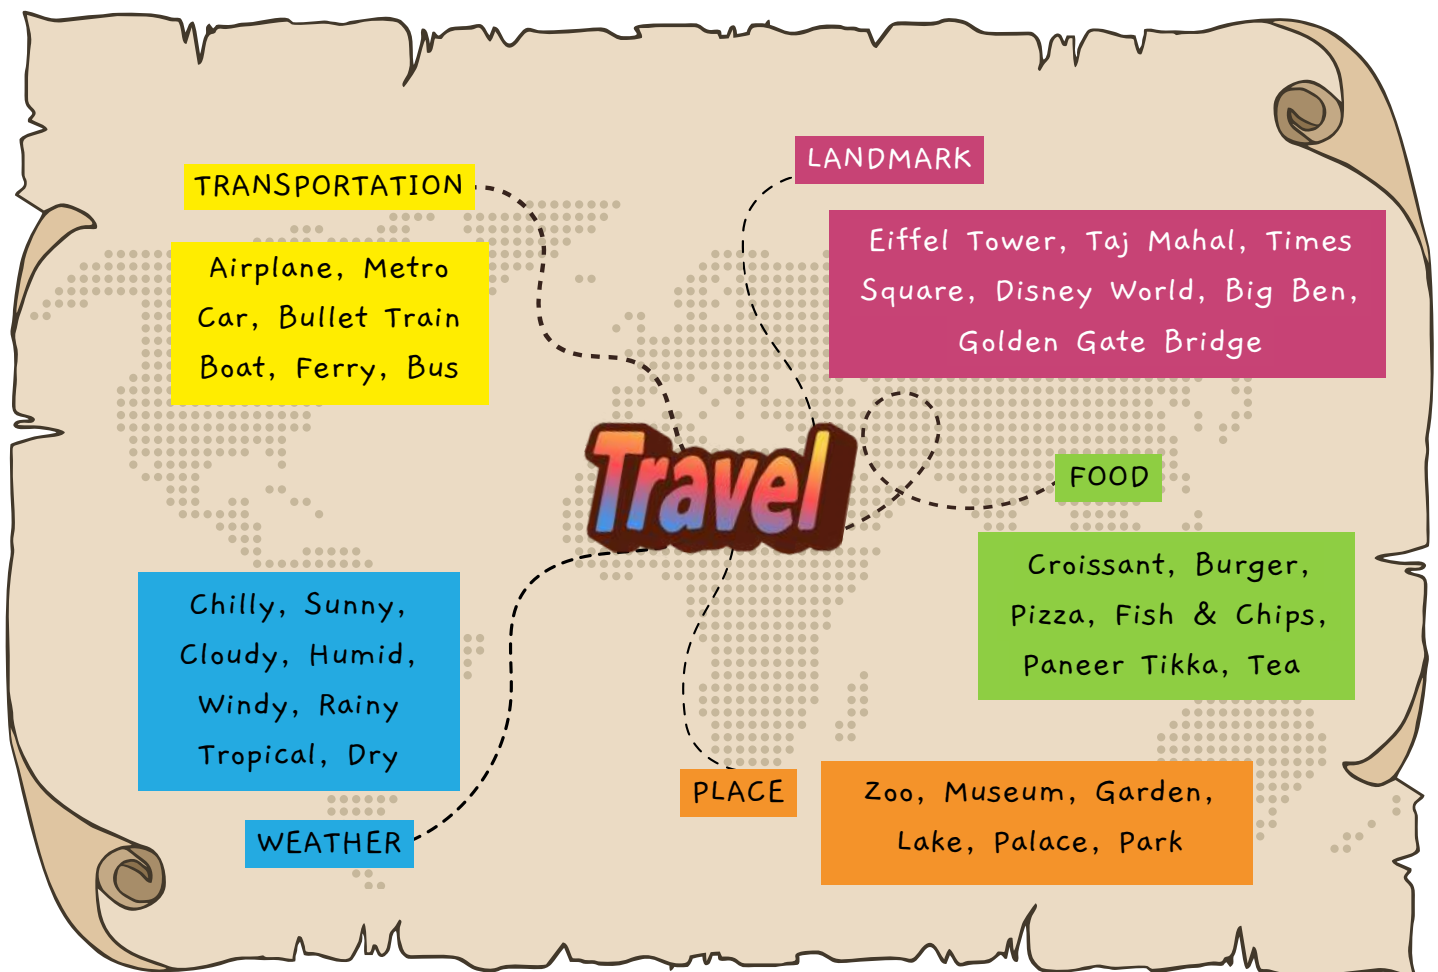 TRANSPORTATION
Airplane, Metro
Car, Bullet Train
Boat, Ferry, Bus
LANDMARK
Eiffel Tower, Taj Mahal, Times
Square, Disney World, Big Ben,
Golden Gate Bridge
Travel
FOOD
Croissant, Burger,
Pizza, Fish & Chips,
Paneer Tikka, Tea
Chilly, Sunny,
Cloudy, Humid,
Windy, Rainy
Tropical, Dry
WEATHER
PLACE
Zoo, Museum, Garden,
Lake, Palace, Park